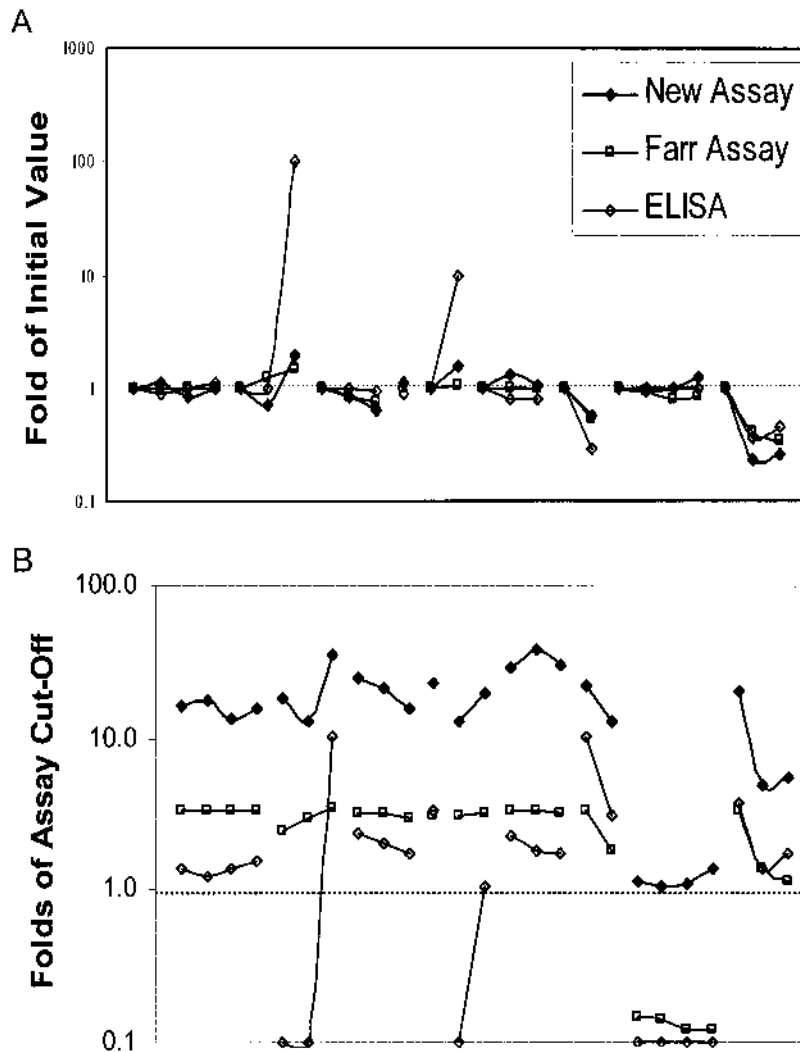 A
1000
100
10
1
0.1
Fold of Initial Value
New Assay
Farr Assay
ELISA
B
100.0
10.0
1.0
0.1
Folds of Assay Cut-Off